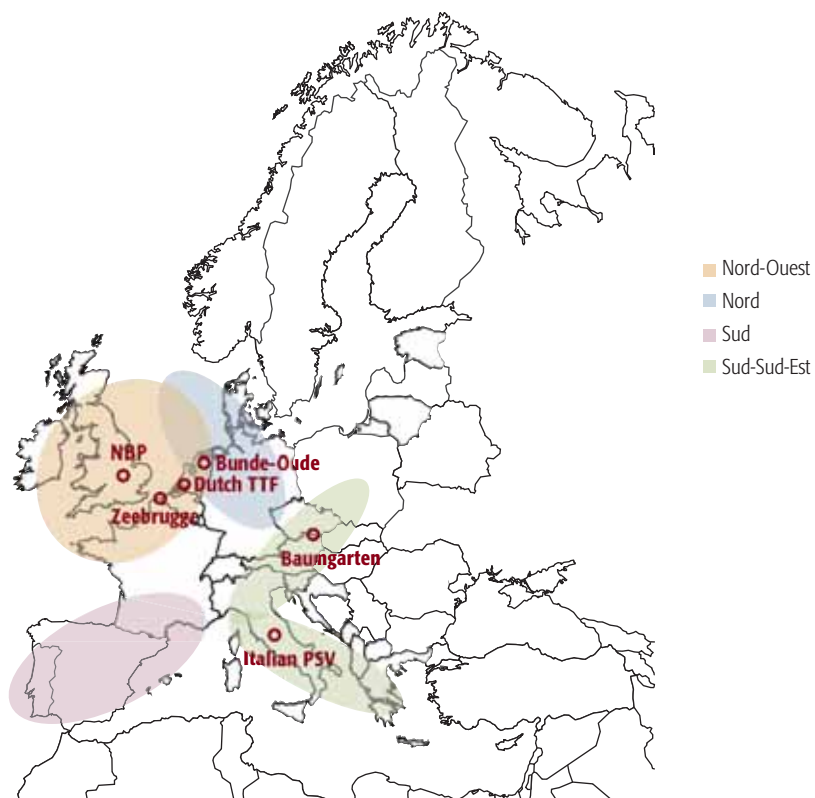 Nord-Ouest
Nord
Sud
Sud-Sud-Est
NBP
Bunde-Oude
Dutch TTF
Zeebrugge
Baumgarten
Italian PSV